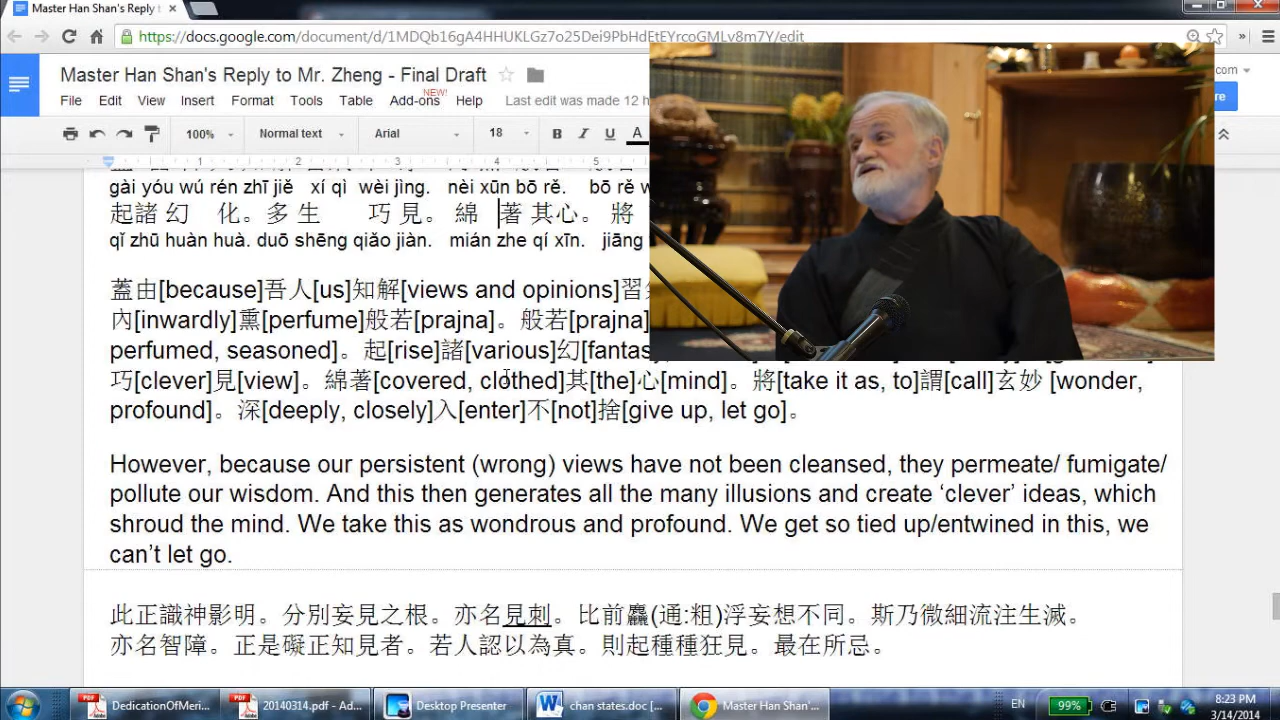 Master Han Shan's Reply t
https://docs.google.com/document/d/1MDQb16gA4HHUKLGz7o25Dei9PbHdEtEYrcoGMLv8m7Y/edit
Master Han Shan's Reply to Mr. Zheng - Final Draft
com
File Edit View Insert Format Tools Table Add-ons NEW! Help Last edit was made 12 h
re
100% Normal text Arial 18 B I U A
1 2 3 4 5
gài yóu wú rén zhī jiě xí qì wèi jìng. nèi xūn bō rě. bō rě w
起諸幻 化。多生 巧見。綿 著其心。將
qǐ zhū huàn huà. duō shēng qiǎo jiàn. mián zhe qí xīn. jiāng
蓋由[because]吾人[us]知解[views and opinions]習
內[inwardly]熏[perfume]般若[prajna]。般若[prajna]
perfumed, seasoned]。起[rise]諸[various]幻[fantas
巧[clever]見[view]。綿著[covered, clothed]其[the]心[mind]。將[take it as, to]謂[call]玄妙 [wonder,
profound]。深[deeply, closely]入[enter]不[not]捨[give up, let go]。
However, because our persistent (wrong) views have not been cleansed, they permeate/ fumigate/
pollute our wisdom. And this then generates all the many illusions and create ‘clever’ ideas, which
shroud the mind. We take this as wondrous and profound. We get so tied up/entwined in this, we
can’t let go.
此正識神影明。分別妄見之根。亦名見刺。比前麤(通:粗)浮妄想不同。斯乃微細流注生滅。
亦名智障。正是礙正知見者。若人認以為真。則起種種狂見。最在所忌。
DedicationOfMeri... 20140314.pdf - Ad... Desktop Presenter chan states.doc [... Master Han Shan'... EN 99% 8:23 PM
3/14/2014